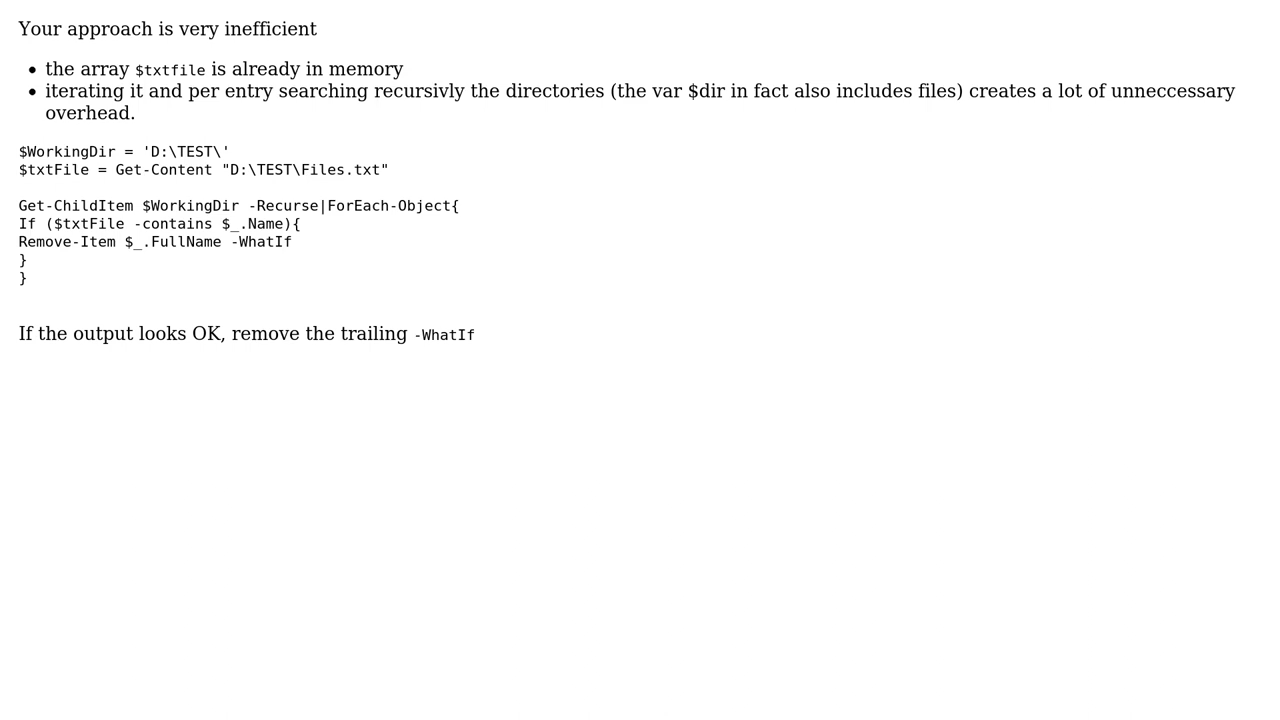 Your approach is very inefficient
• the array $txtfile is already in memory
• iterating it and per entry searching recursivly the directories (the var $dir in fact also includes files) creates a lot of unneccessary
overhead.
$WorkingDir = 'D:\TEST\'
$txtFile = Get-Content "D:\TEST\Files.txt"
Get-ChildItem $WorkingDir -Recurse|ForEach-Object{
If ($txtFile -contains $_.Name){
Remove-Item $_.FullName -WhatIf
}
}
If the output looks OK, remove the trailing -WhatIf